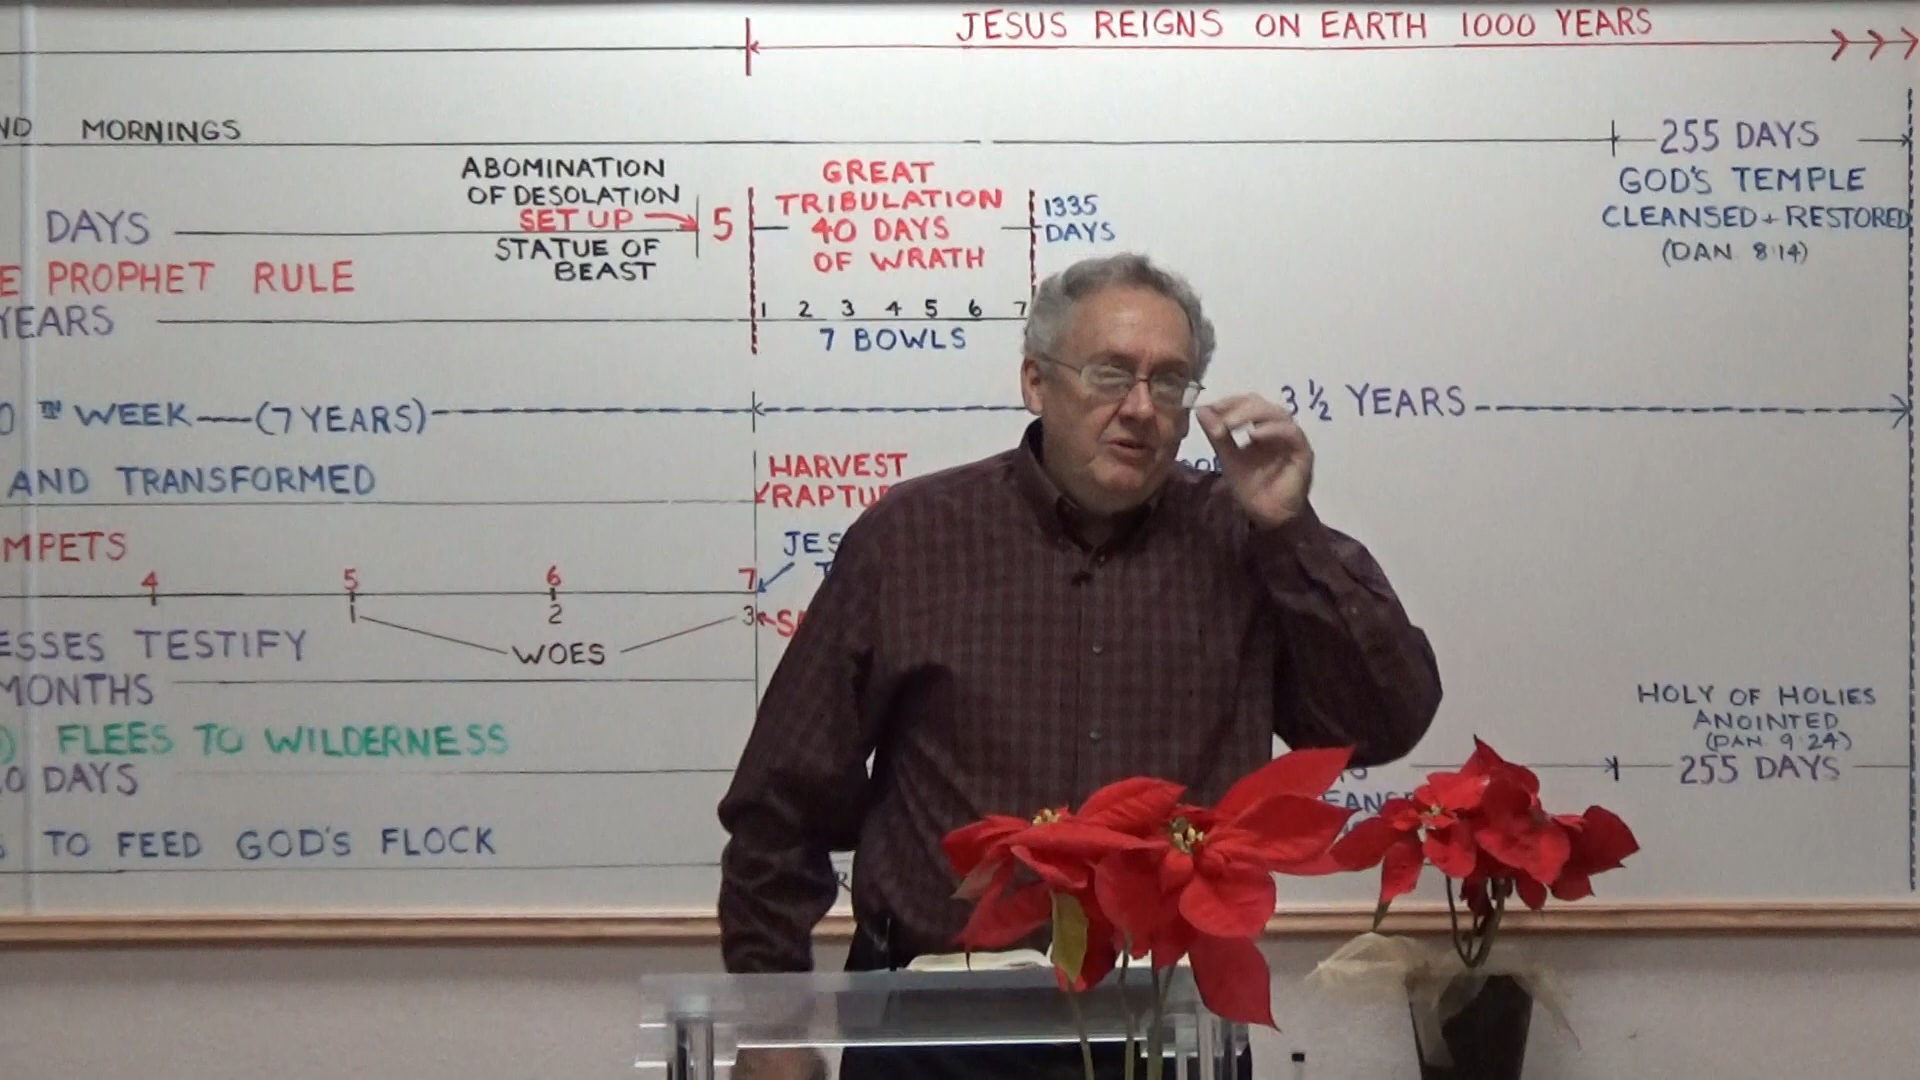 JESUS REIGNS ON EARTH 1000 YEARS
MORNINGS
255 DAYS
GOD'S TEMPLE
CLEANSED + RESTORED
(DAN 8:14)
ABOMINATION
OF DESOLATION
SET UP
STATUE OF
BEAST
5
GREAT
TRIBULATION
40 DAYS
OF WRATH
1335
DAYS
DAYS
PROPHET RULE
YEARS
1 2 3 4 5 6 7
7 BOWLS
TH WEEK (7 YEARS)
3 ½ YEARS
AND TRANSFORMED
HARVEST
4 5 6 7
1 2 3
WOES
TESTIFY
MONTHS
FLEES TO WILDERNESS
DAYS
TO FEED GOD'S FLOCK
HOLY OF HOLIES
ANOINTED
(DAN 9:24)
255 DAYS